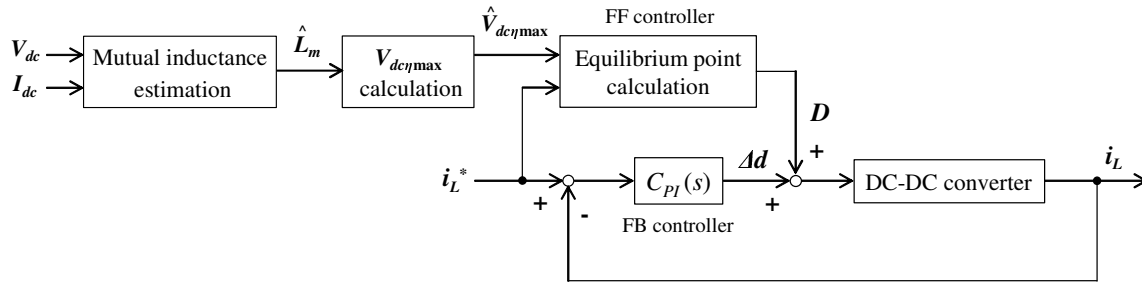 FF controller
V_dc
I_dc
Mutual inductance
estimation
L̂_m
V_dcηmax
calculation
V̂_dcηmax
Equilibrium point
calculation
D
+
i_L*
+
-
C_PI(s)
FB controller
Δd
+
DC-DC converter
i_L